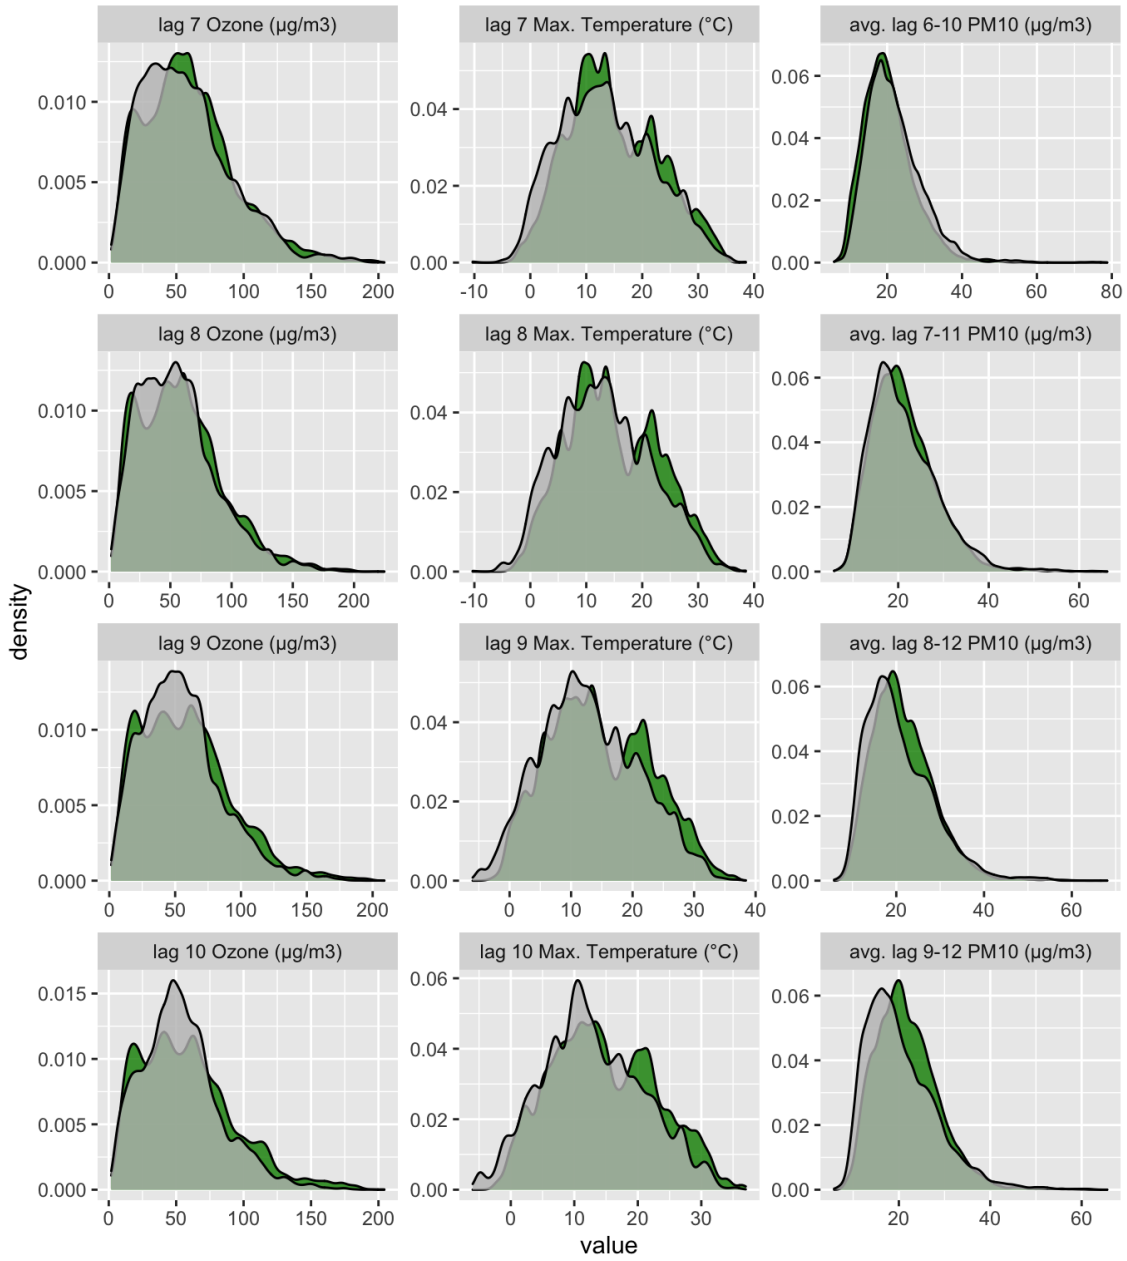 lag 7 Ozone (µg/m3) lag 7 Max. Temperature (°C) avg. lag 6-10 PM10 (µg/m3)
0.010 0.04 0.06
0.005 0.02 0.04
0.000 0.00 0.02
0.00
0 50 100 150 200 -10 0 10 20 30 40 20 40 60 80
lag 8 Ozone (µg/m3) lag 8 Max. Temperature (°C) avg. lag 7-11 PM10 (µg/m3)
0.010 0.04 0.06
0.005 0.02 0.04
0.000 0.00 0.02
0.00
0 50 100 150 200 -10 0 10 20 30 40 20 40 60
density
lag 9 Ozone (µg/m3) lag 9 Max. Temperature (°C) avg. lag 8-12 PM10 (µg/m3)
0.010 0.04 0.06
0.005 0.02 0.04
0.000 0.00 0.02
0.00
0 50 100 150 200 0 10 20 30 40 20 40 60
lag 10 Ozone (µg/m3) lag 10 Max. Temperature (°C) avg. lag 9-12 PM10 (µg/m3)
0.015 0.06 0.06
0.010 0.04 0.04
0.005 0.02 0.02
0.000 0.00 0.00
0 50 100 150 200 0 10 20 30 20 40 60
value